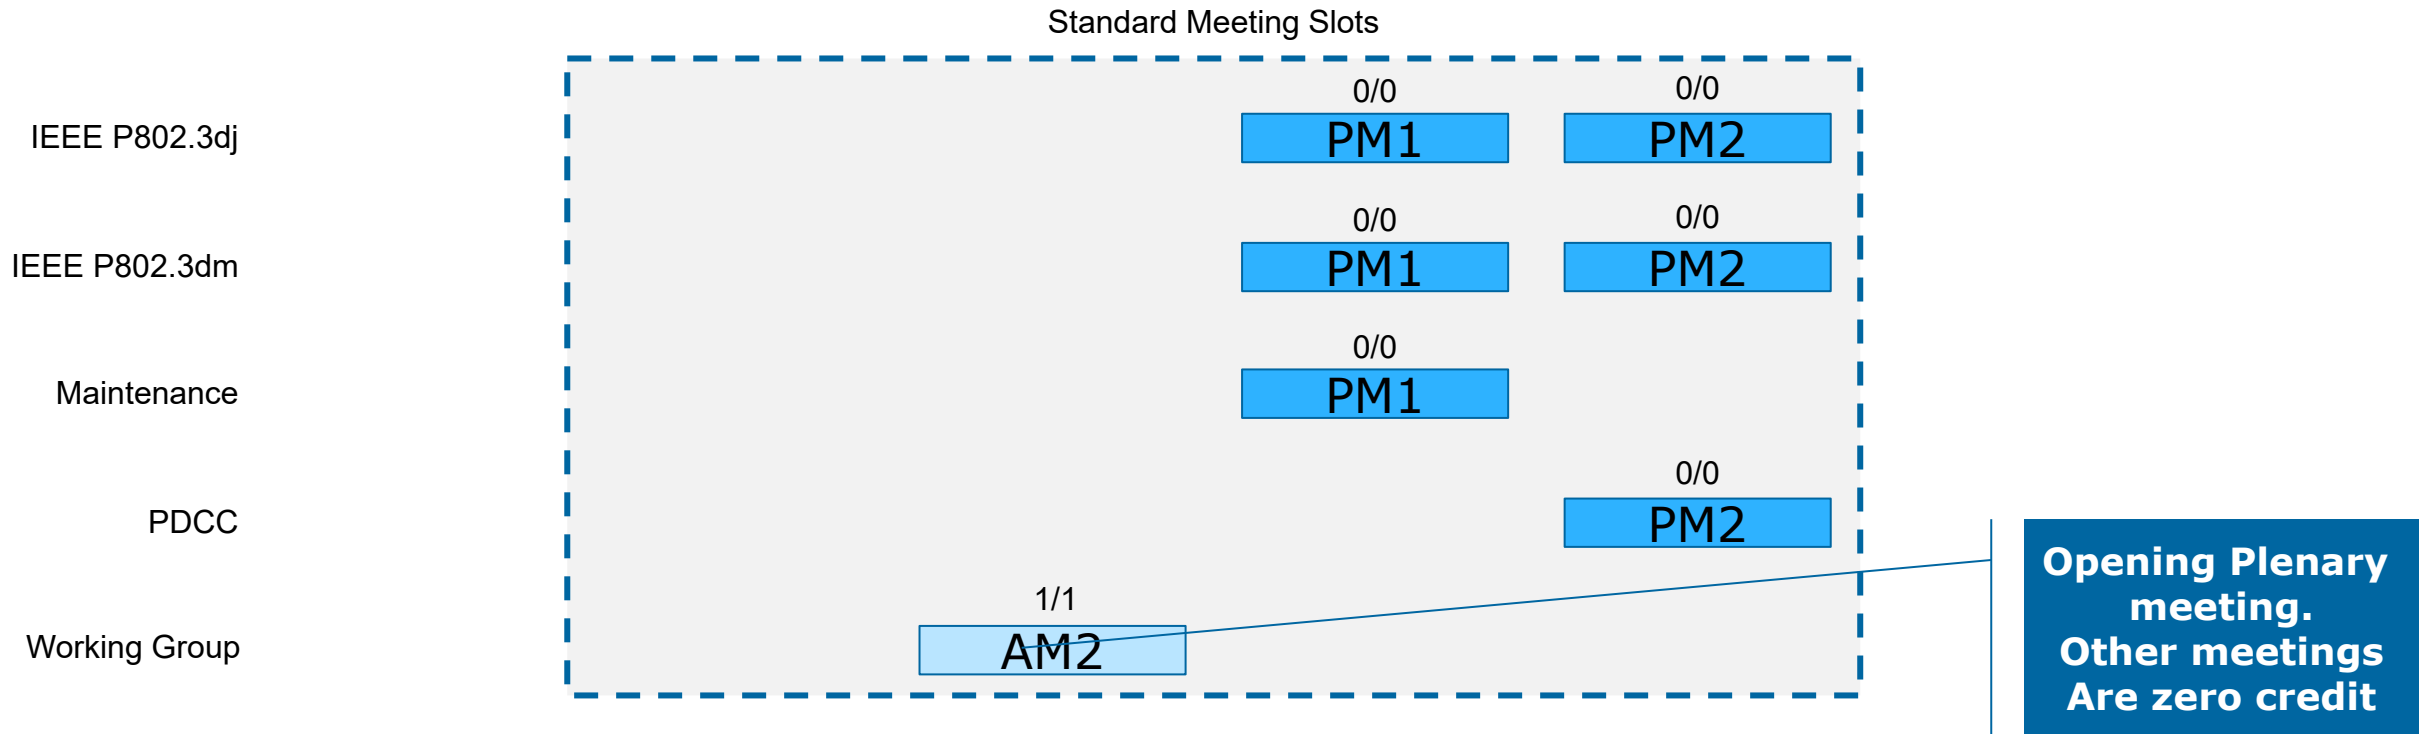 Standard Meeting Slots
0/0 0/0
IEEE P802.3dj PM1 PM2
0/0 0/0
IEEE P802.3dm PM1 PM2
0/0
Maintenance PM1
0/0
PDCC PM2
1/1
Working Group AM2
Opening Plenary
meeting.
Other meetings
Are zero credit